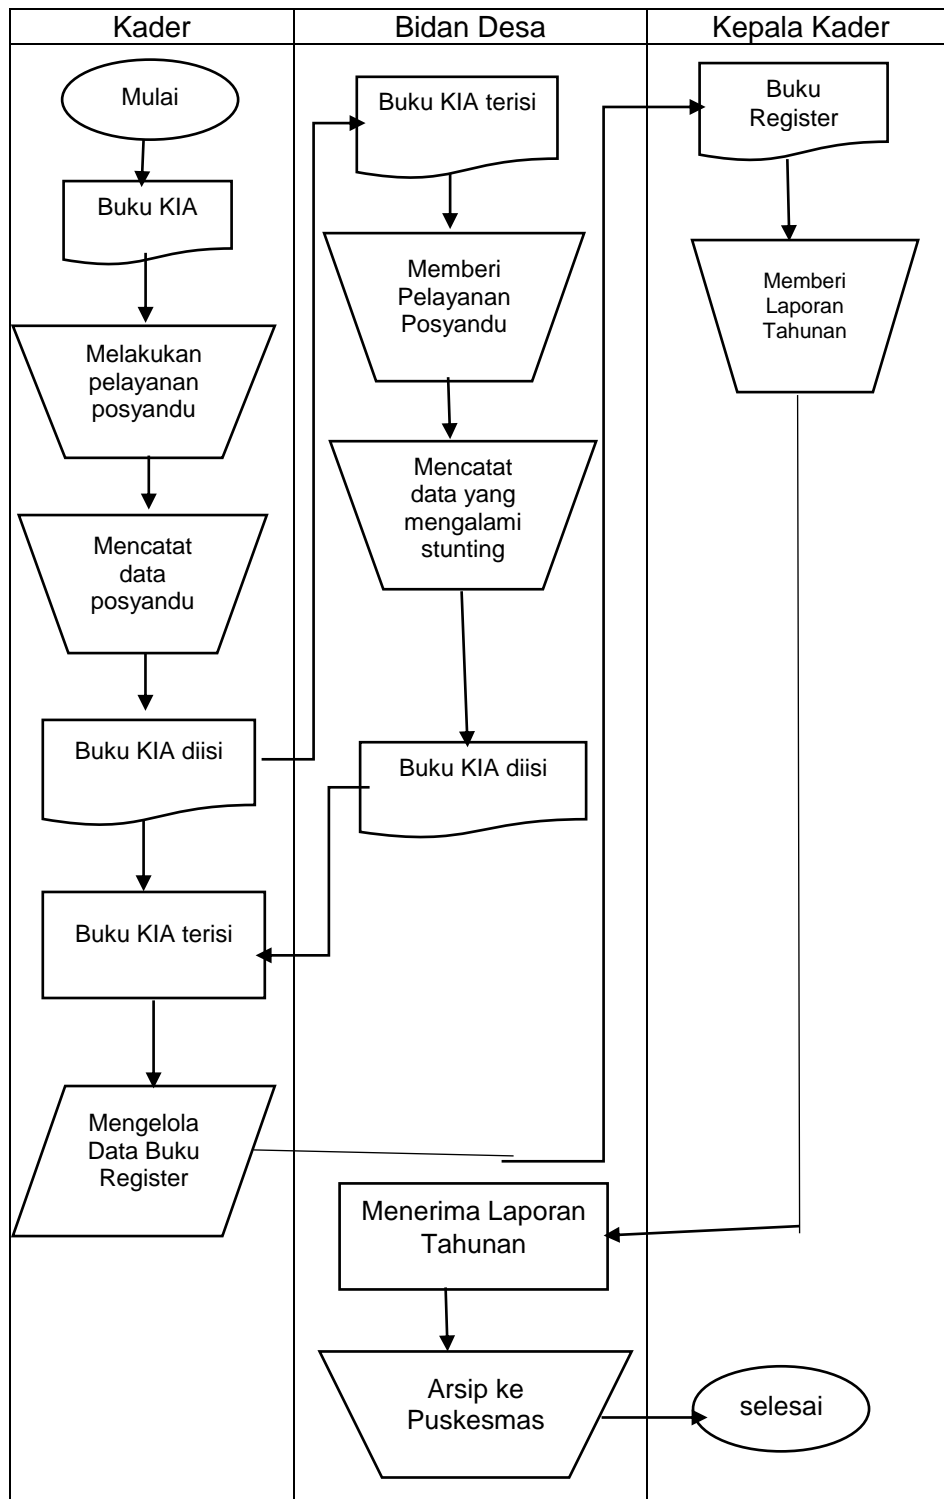 Kader
Bidan Desa
Kepala Kader
Mulai
Buku KIA
Melakukan
pelayanan
posyandu
Mencatat
data
posyandu
Buku KIA diisi
Buku KIA terisi
Mengelola
Data Buku
Register
Buku KIA terisi
Memberi
Pelayanan
Posyandu
Mencatat
data yang
mengalami
stunting
Buku KIA diisi
Menerima Laporan
Tahunan
Arsip ke
Puskesmas
Buku
Register
Memberi
Laporan
Tahunan
selesai